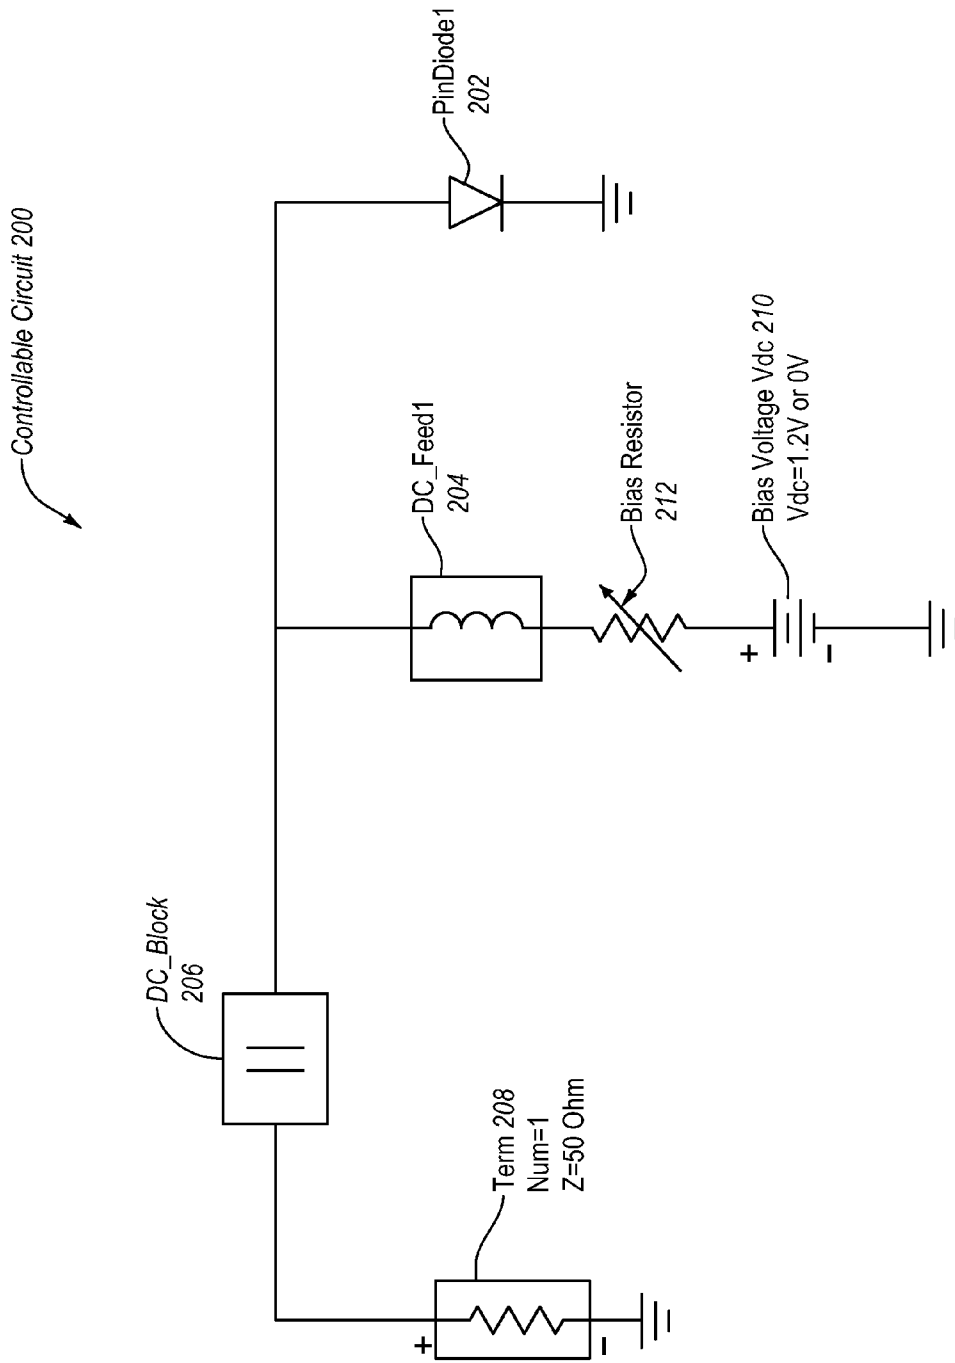 Controllable Circuit 200
PinDiode1
202
DC_Feed1
204
Bias Resistor
212
Bias Voltage Vdc 210
Vdc=1.2V or 0V
+
-
DC_Block
206
Term 208
Num=1
Z=50 Ohm
+
-